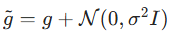 g̃ = g + 𝒩(0, σ²I)